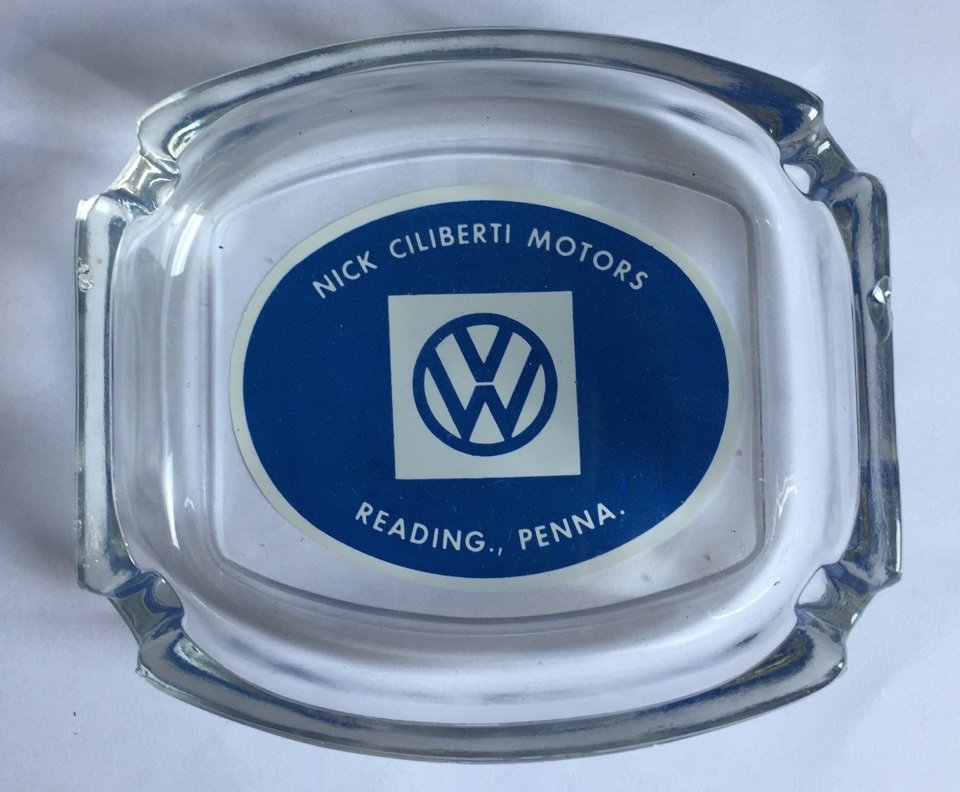 NICK CILIBERTI MOTORS
VW
READING., PENNA.